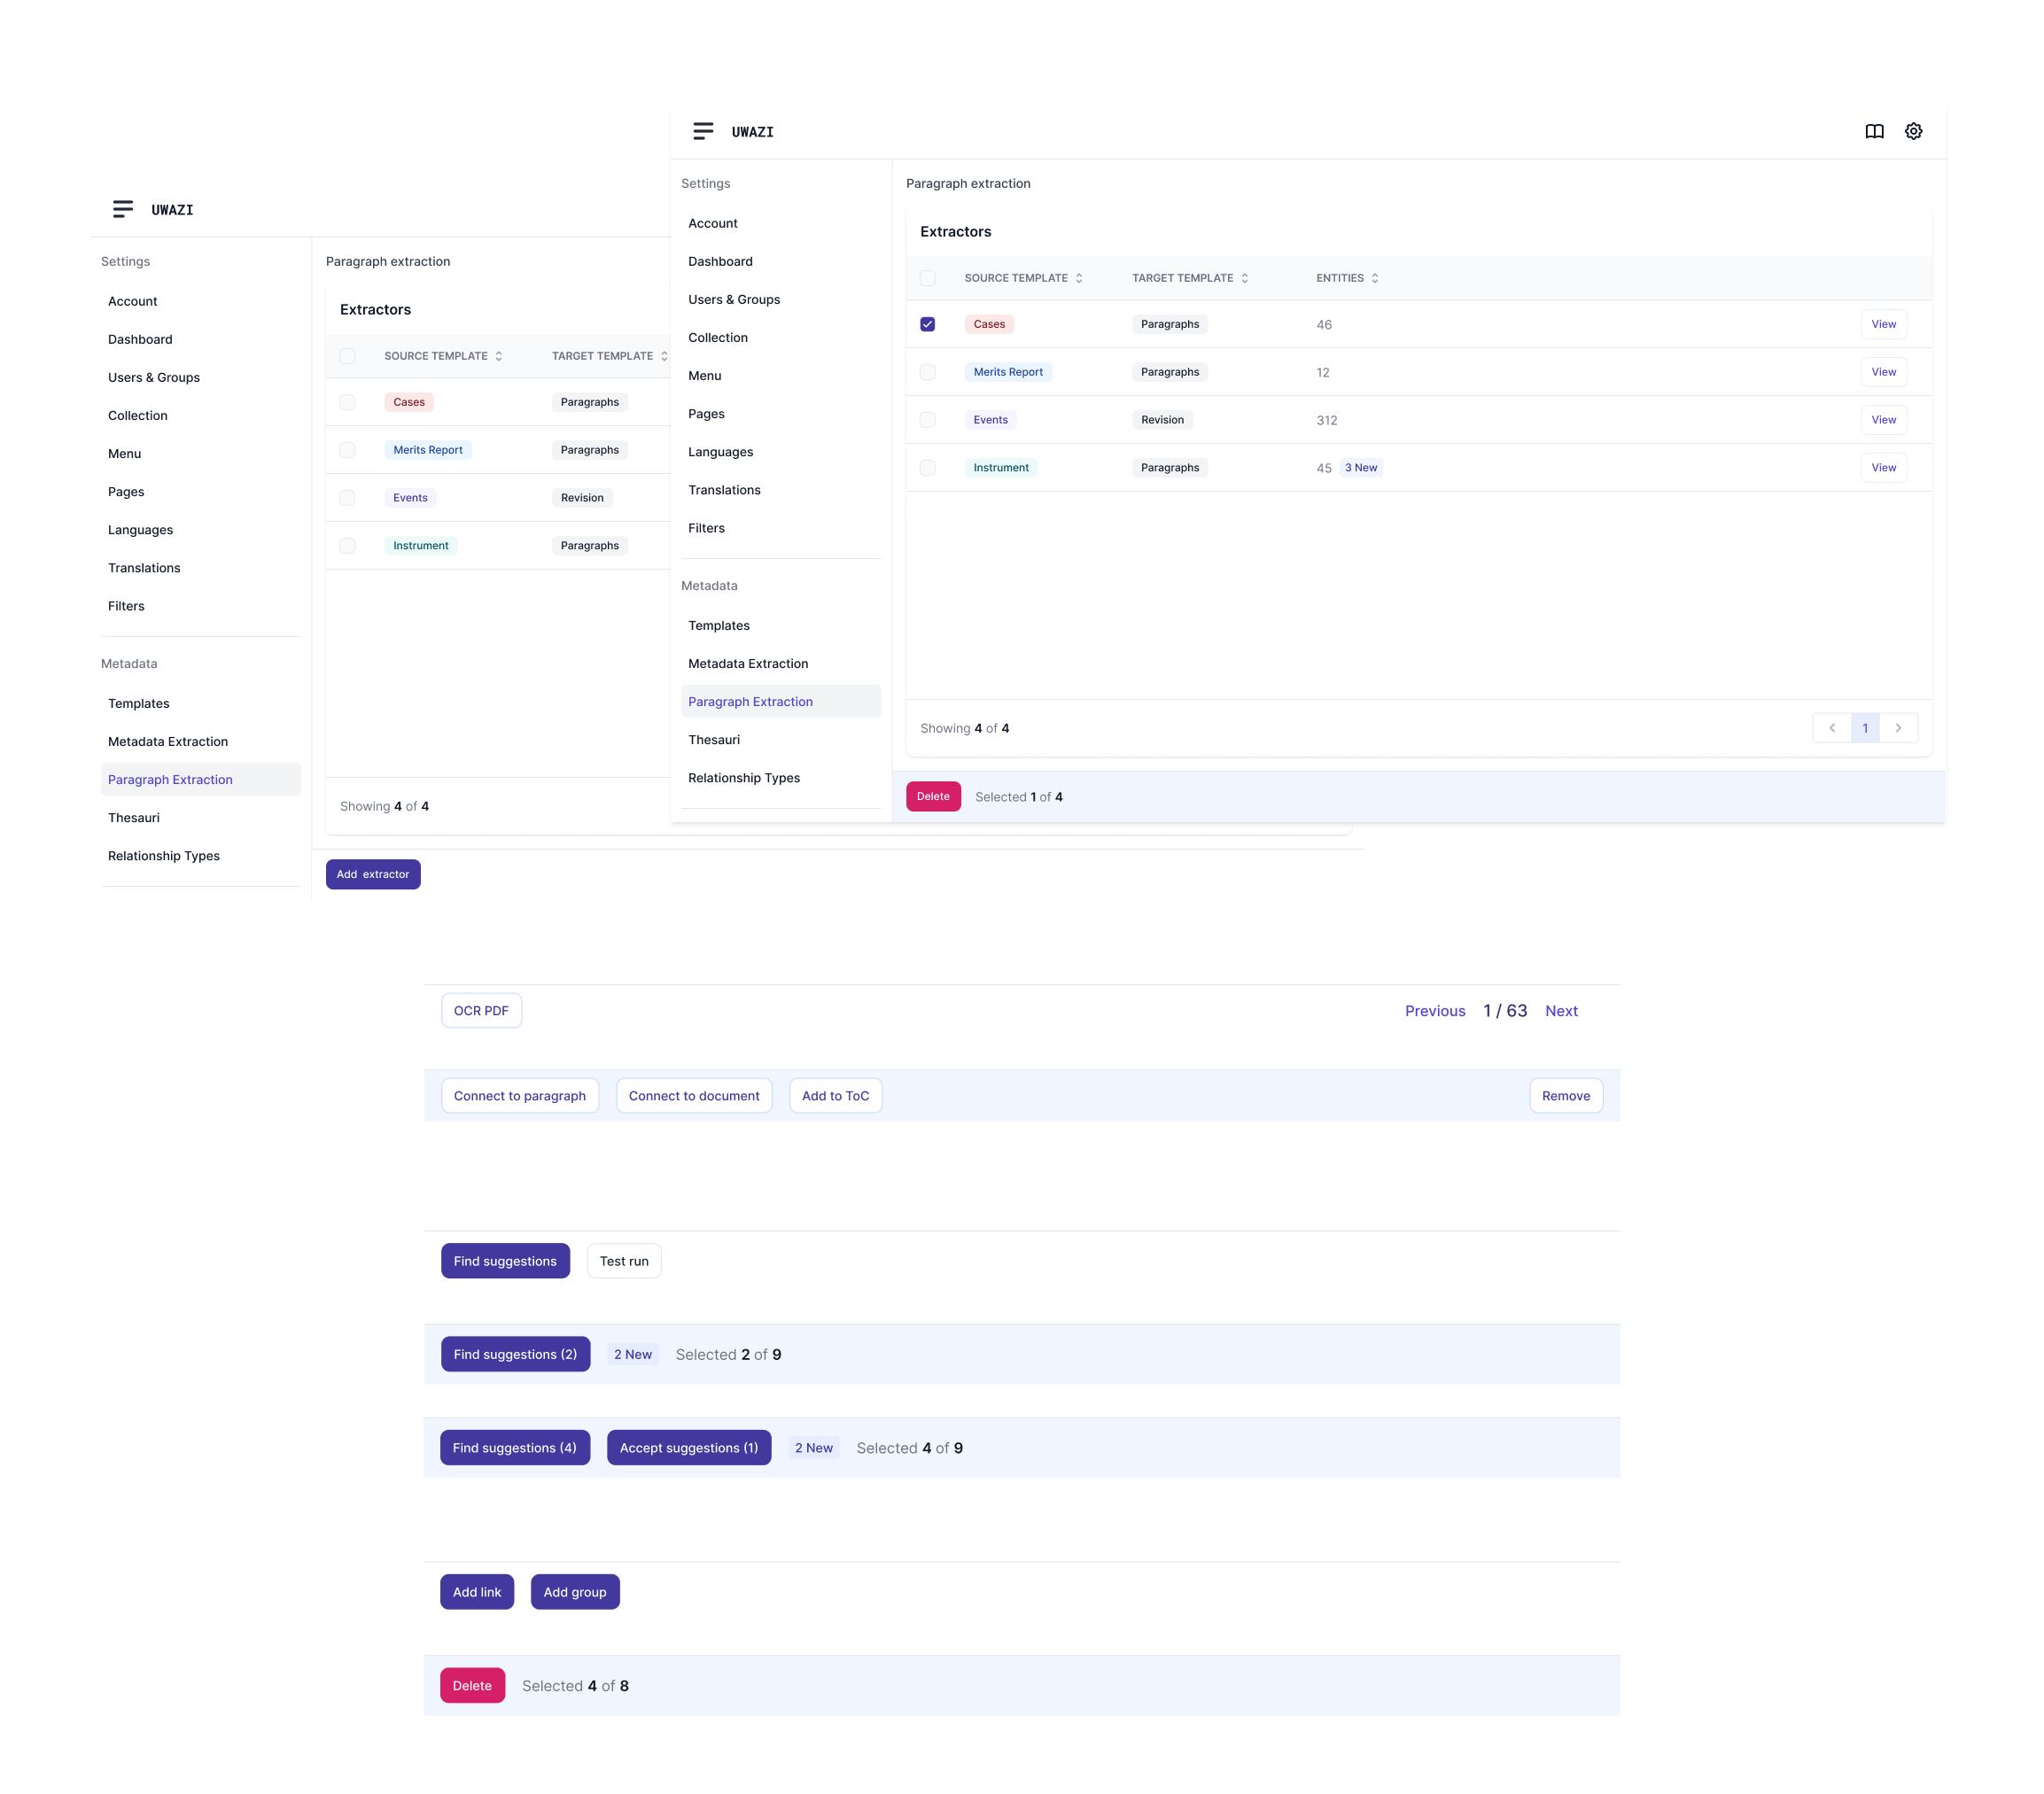 UWAZI
Settings
Account
Dashboard
Users & Groups
Collection
Menu
Pages
Languages
Translations
Filters
Metadata
Templates
Metadata Extraction
Paragraph Extraction
Thesauri
Relationship Types
Paragraph extraction
Extractors
SOURCE TEMPLATE TARGET TEMPLATE
Cases Paragraphs
Merits Report Paragraphs
Events Revision
Instrument Paragraphs
Showing 4 of 4
Add extractor
UWAZI
Settings
Account
Dashboard
Users & Groups
Collection
Menu
Pages
Languages
Translations
Filters
Metadata
Templates
Metadata Extraction
Paragraph Extraction
Thesauri
Relationship Types
Paragraph extraction
Extractors
SOURCE TEMPLATE TARGET TEMPLATE ENTITIES
Cases Paragraphs 46 View
Merits Report Paragraphs 12 View
Events Revision 312 View
Instrument Paragraphs 45 3 New View
Showing 4 of 4 1
Delete Selected 1 of 4
OCR PDF Previous 1 / 63 Next
Connect to paragraph Connect to document Add to ToC Remove
Find suggestions Test run
Find suggestions (2) 2 New Selected 2 of 9
Find suggestions (4) Accept suggestions (1) 2 New Selected 4 of 9
Add link Add group
Delete Selected 4 of 8